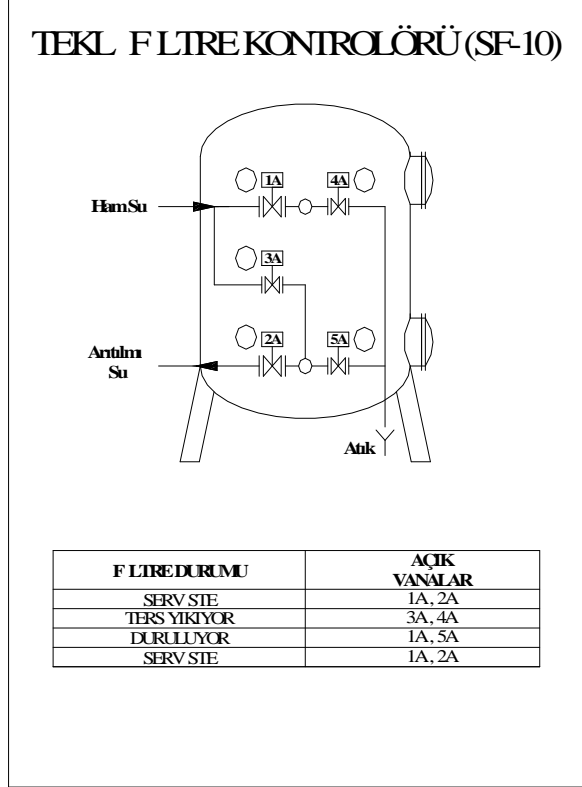 TEKL F LTRE KONTROLÖRÜ (SF-10)
1A 4A
Ham Su
3A
2A 5A
Arıtılmı
Su
Atık
F LTRE DURUMU AÇIK
VANALAR
SERV STE 1A, 2A
TERS YIKIYOR 3A, 4A
DURULUYOR 1A, 5A
SERV STE 1A, 2A